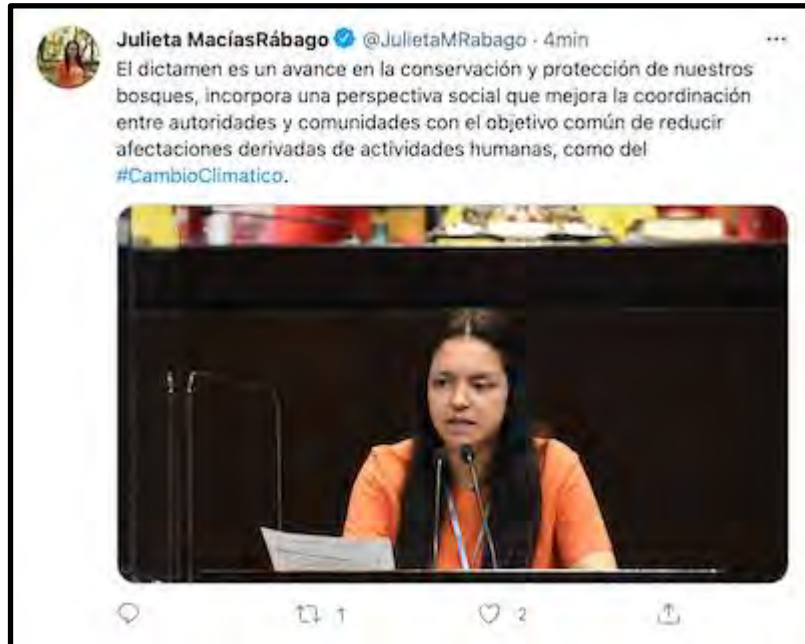 Julieta MacíasRábago @JulietaMRabago · 4min
El dictamen es un avance en la conservación y protección de nuestros
bosques, incorpora una perspectiva social que mejora la coordinación
entre autoridades y comunidades con el objetivo común de reducir
afectaciones derivadas de actividades humanas, como del
#CambioClimatico.
1 2